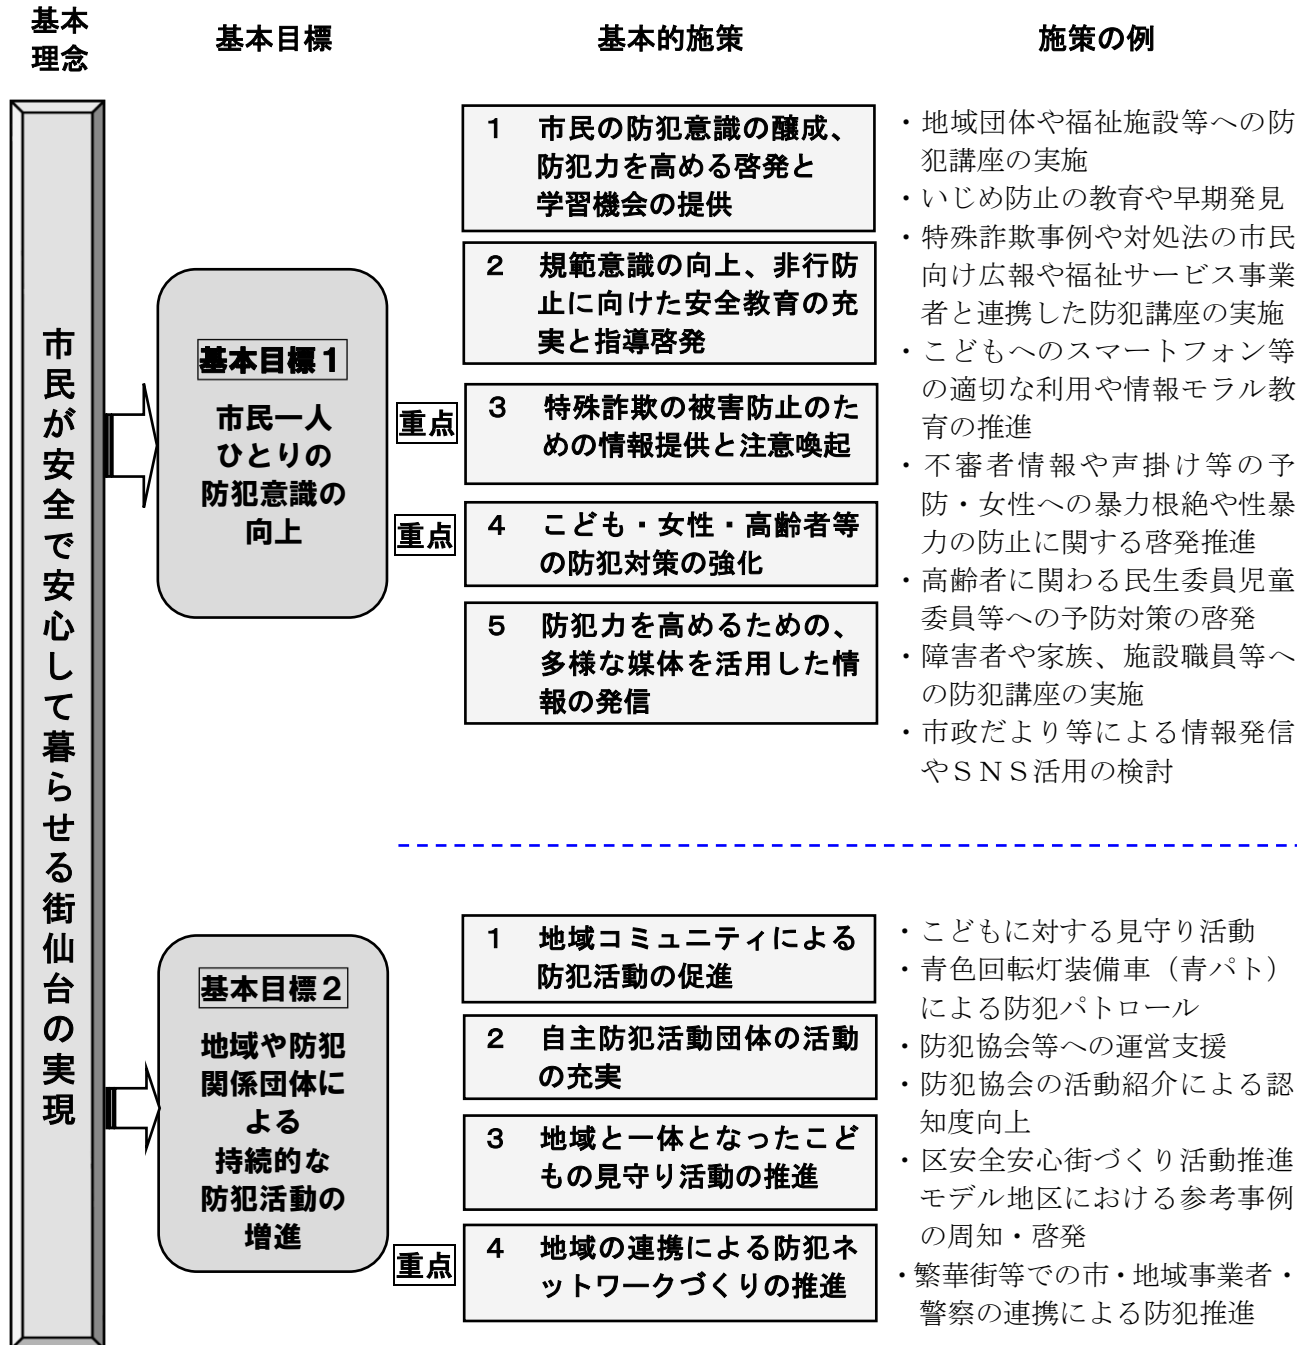 基本
理念
基本目標
基本的施策
施策の例
市民が安全で安心して暮らせる街仙台の実現
基本目標１
市民一人
ひとりの
防犯意識の
向上
１　市民の防犯意識の醸成、
防犯力を高める啓発と
学習機会の提供
２　規範意識の向上、非行防
止に向けた安全教育の充
実と指導啓発
重点
３　特殊詐欺の被害防止のた
めの情報提供と注意喚起
重点
４　こども・女性・高齢者等
の防犯対策の強化
５　防犯力を高めるための、
多様な媒体を活用した情
報の発信
・地域団体や福祉施設等への防
犯講座の実施
・いじめ防止の教育や早期発見
・特殊詐欺事例や対処法の市民
向け広報や福祉サービス事業
者と連携した防犯講座の実施
・こどもへのスマートフォン等
の適切な利用や情報モラル教
育の推進
・不審者情報や声掛け等の予
防・女性への暴力根絶や性暴
力の防止に関する啓発推進
・高齢者に関わる民生委員児童
委員等への予防対策の啓発
・障害者や家族、施設職員等へ
の防犯講座の実施
・市政だより等による情報発信
やＳＮＳ活用の検討
基本目標２
地域や防犯
関係団体に
よる
持続的な
防犯活動の
増進
１　地域コミュニティによる
防犯活動の促進
２　自主防犯活動団体の活動
の充実
３　地域と一体となったこど
もの見守り活動の推進
重点
４　地域の連携による防犯ネ
ットワークづくりの推進
・こどもに対する見守り活動
・青色回転灯装備車（青パト）
による防犯パトロール
・防犯協会等への運営支援
・防犯協会の活動紹介による認
知度向上
・区安全安心街づくり活動推進
モデル地区における参考事例
の周知・啓発
・繁華街等での市・地域事業者・
警察の連携による防犯推進